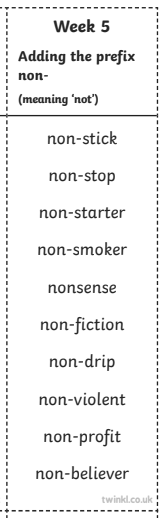 Week 5
Adding the prefix
non-
(meaning ‘not’)
non-stick
non-stop
non-starter
non-smoker
nonsense
non-fiction
non-drip
non-violent
non-profit
non-believer
twinkl.co.uk